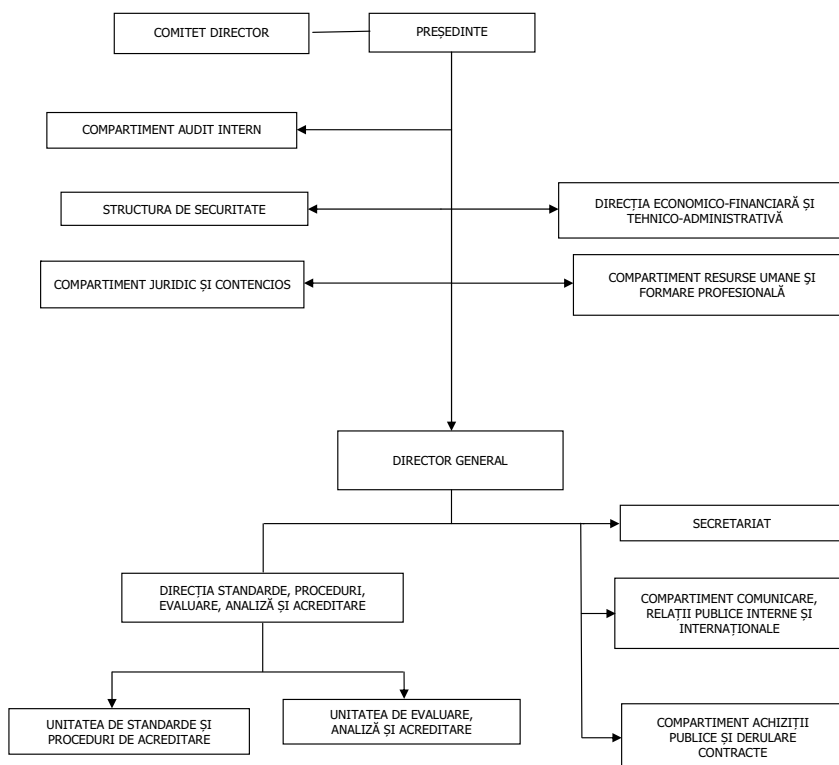 COMITET DIRECTOR
PREȘEDINTE
COMPARTIMENT AUDIT INTERN
STRUCTURA DE SECURITATE
DIRECȚIA ECONOMICO-FINANCIARĂ ȘI
TEHNICO-ADMINISTRATIVĂ
COMPARTIMENT JURIDIC ȘI CONTENCIOS
COMPARTIMENT RESURSE UMANE ŞI
FORMARE PROFESIONALĂ
DIRECTOR GENERAL
SECRETARIAT
DIRECȚIA STANDARDE, PROCEDURI,
EVALUARE, ANALIZĂ ȘI ACREDITARE
COMPARTIMENT COMUNICARE,
RELAȚII PUBLICE INTERNE ȘI
INTERNAȚIONALE
UNITATEA DE STANDARDE ȘI
PROCEDURI DE ACREDITARE
UNITATEA DE EVALUARE,
ANALIZĂ ȘI ACREDITARE
COMPARTIMENT ACHIZIȚII
PUBLICE ȘI DERULARE
CONTRACTE